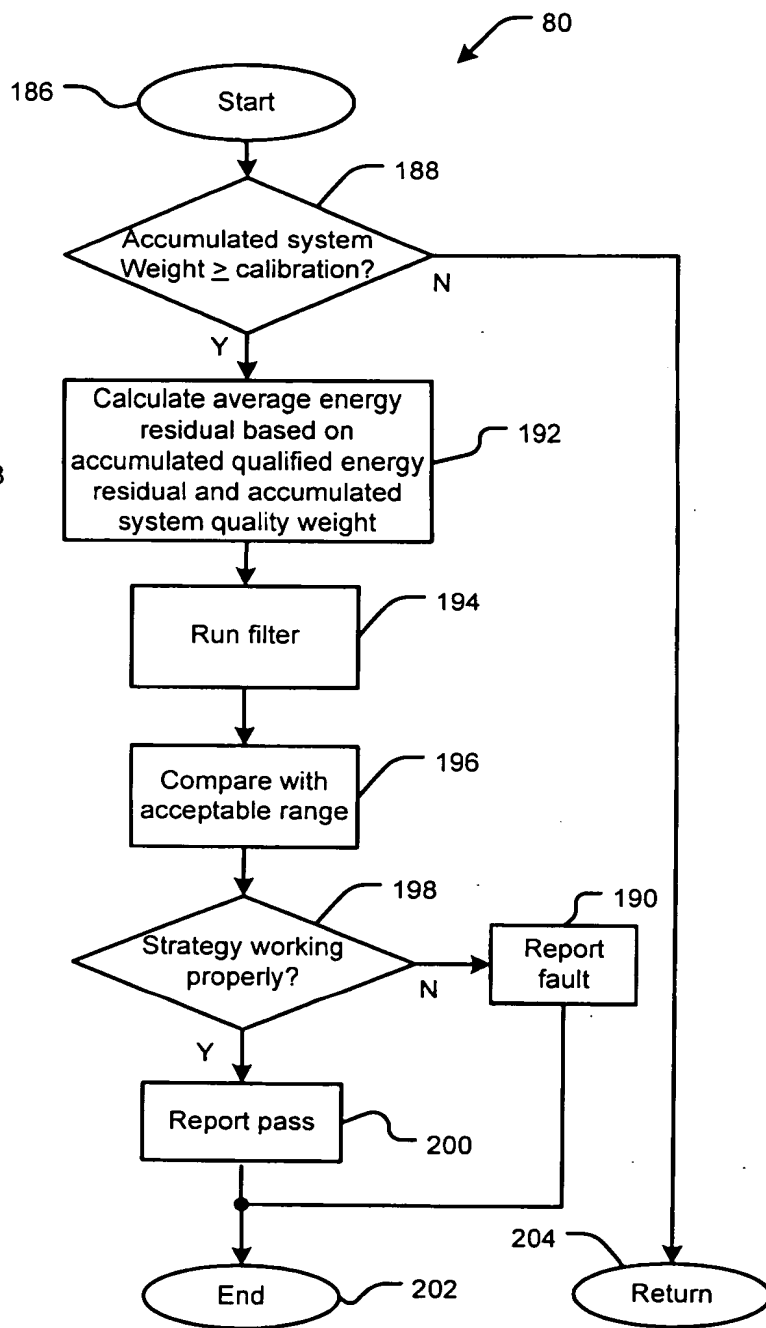 80
186
Start
188
Accumulated system
Weight ≥ calibration?
N
Y
Calculate average energy
residual based on
accumulated qualified energy
residual and accumulated
system quality weight
192
3
Run filter
194
Compare with
acceptable range
196
198
Strategy working
properly?
N
190
Report
fault
Y
Report pass
200
204
End
202
Return